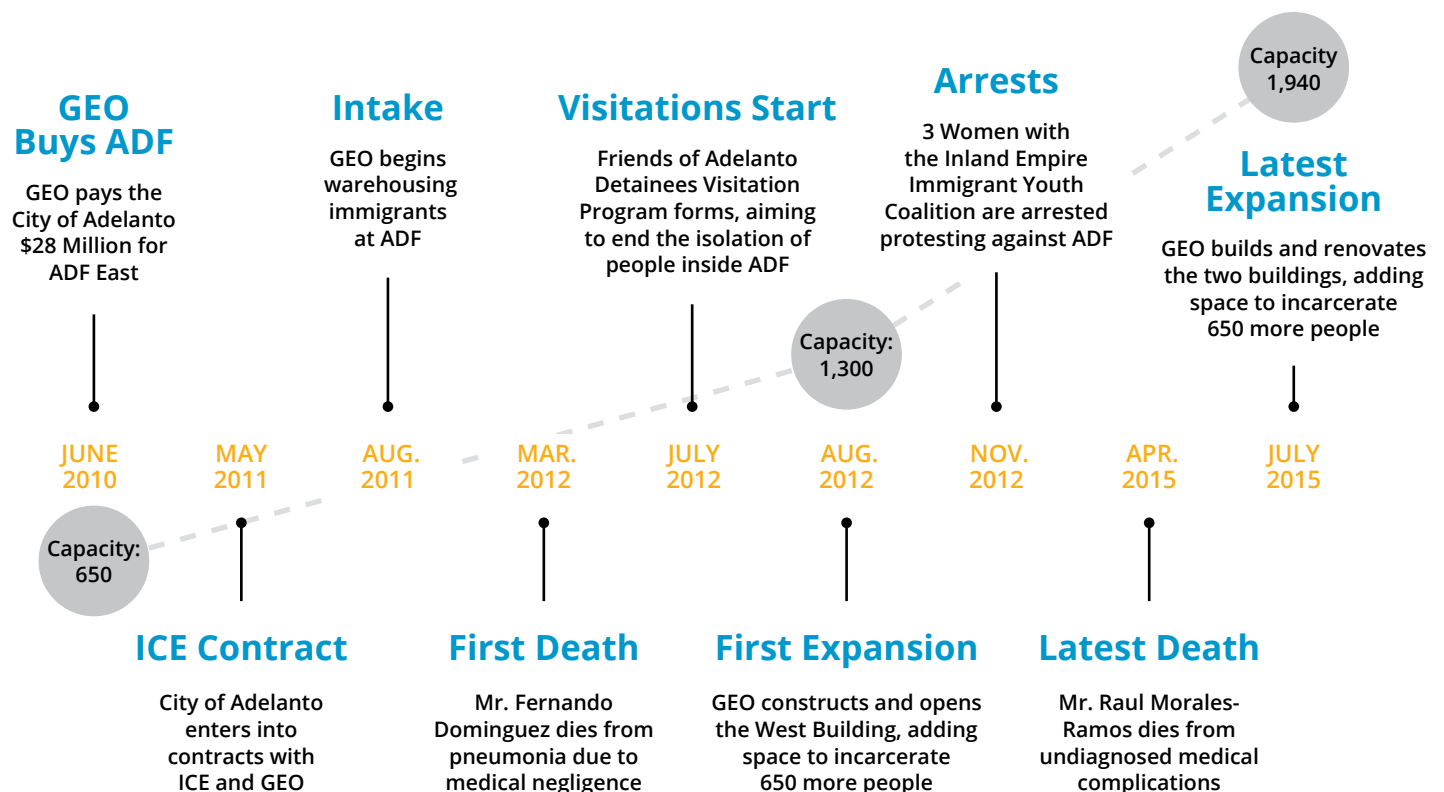 GEO
Buys ADF
GEO pays the
City of Adelanto
$28 Million for
ADF East
Intake
GEO begins
warehousing
immigrants
at ADF
Visitations Start
Friends of Adelanto
Detainees Visitation
Program forms, aiming
to end the isolation of
people inside ADF
Arrests
3 Women with
the Inland Empire
Immigrant Youth
Coalition are arrested
protesting against ADF
Capacity
1,940
Latest
Expansion
GEO builds and renovates
the two buildings, adding
space to incarcerate
650 more people
Capacity:
1,300
JUNE
2010
MAY
2011
AUG.
2011
MAR.
2012
JULY
2012
AUG.
2012
NOV.
2012
APR.
2015
JULY
2015
Capacity:
650
ICE Contract
City of Adelanto
enters into
contracts with
ICE and GEO
First Death
Mr. Fernando
Dominguez dies from
pneumonia due to
medical negligence
First Expansion
GEO constructs and opens
the West Building, adding
space to incarcerate
650 more people
Latest Death
Mr. Raul Morales-
Ramos dies from
undiagnosed medical
complications